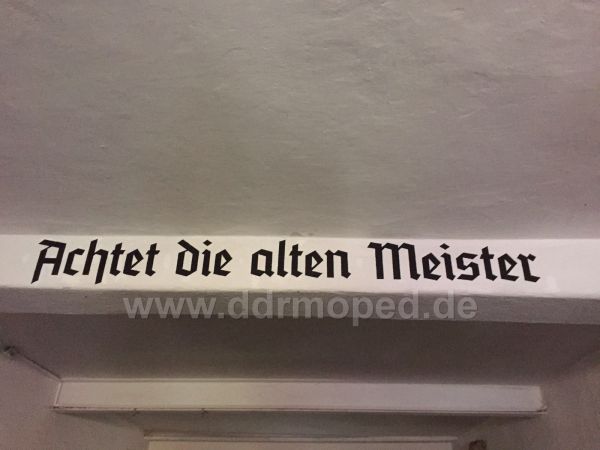 Achtet die alten Meister
www.ddrmoped.de